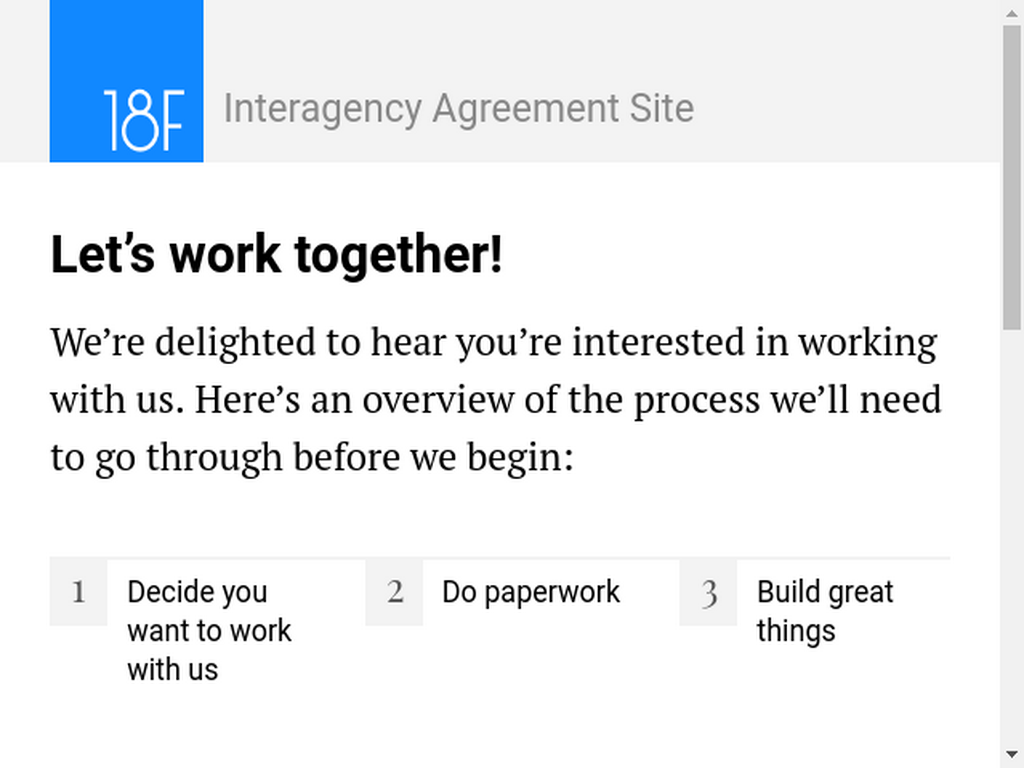 18F
Interagency Agreement Site
Let’s work together!
We’re delighted to hear you’re interested in working
with us. Here’s an overview of the process we’ll need
to go through before we begin:
1 Decide you
want to work
with us
2 Do paperwork
3 Build great
things